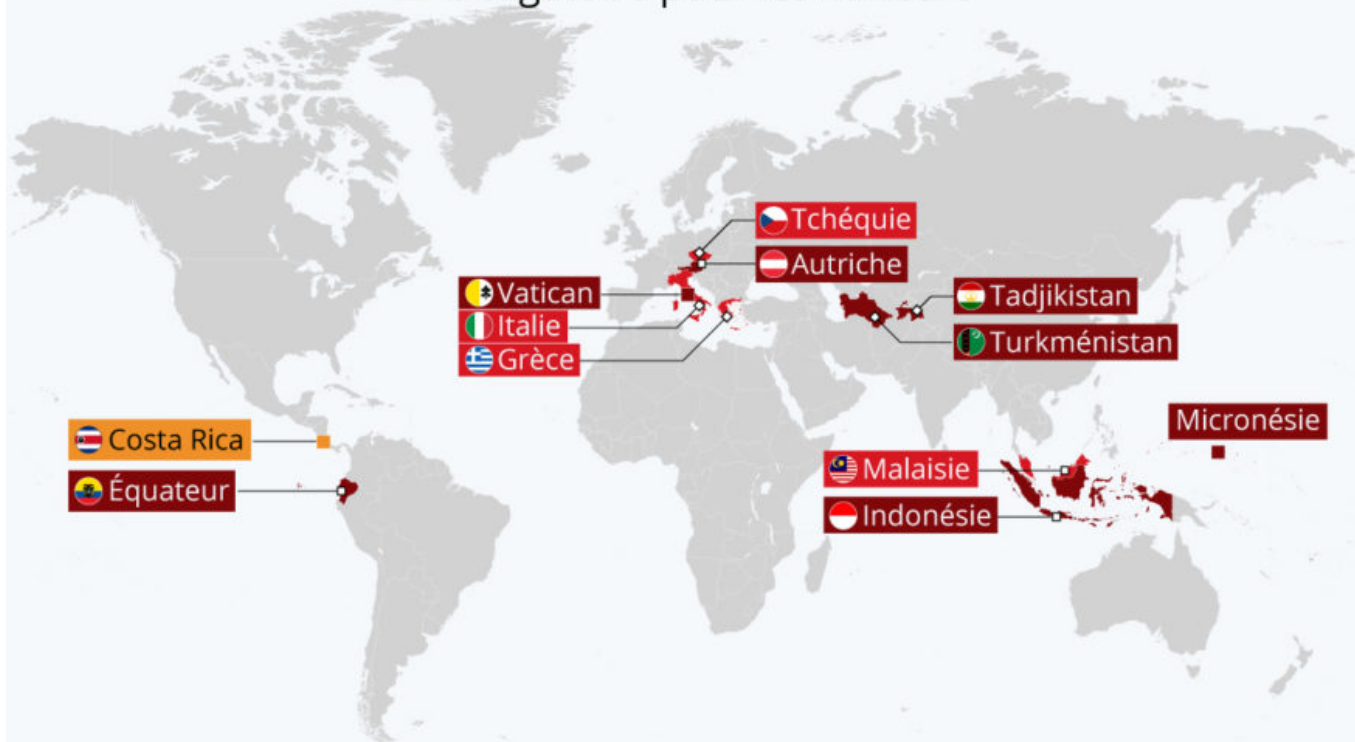 Tchéquie
Autriche
Vatican
Italie
Grèce
Tadjikistan
Turkménistan
Micronésie
Costa Rica
Équateur
Malaisie
Indonésie